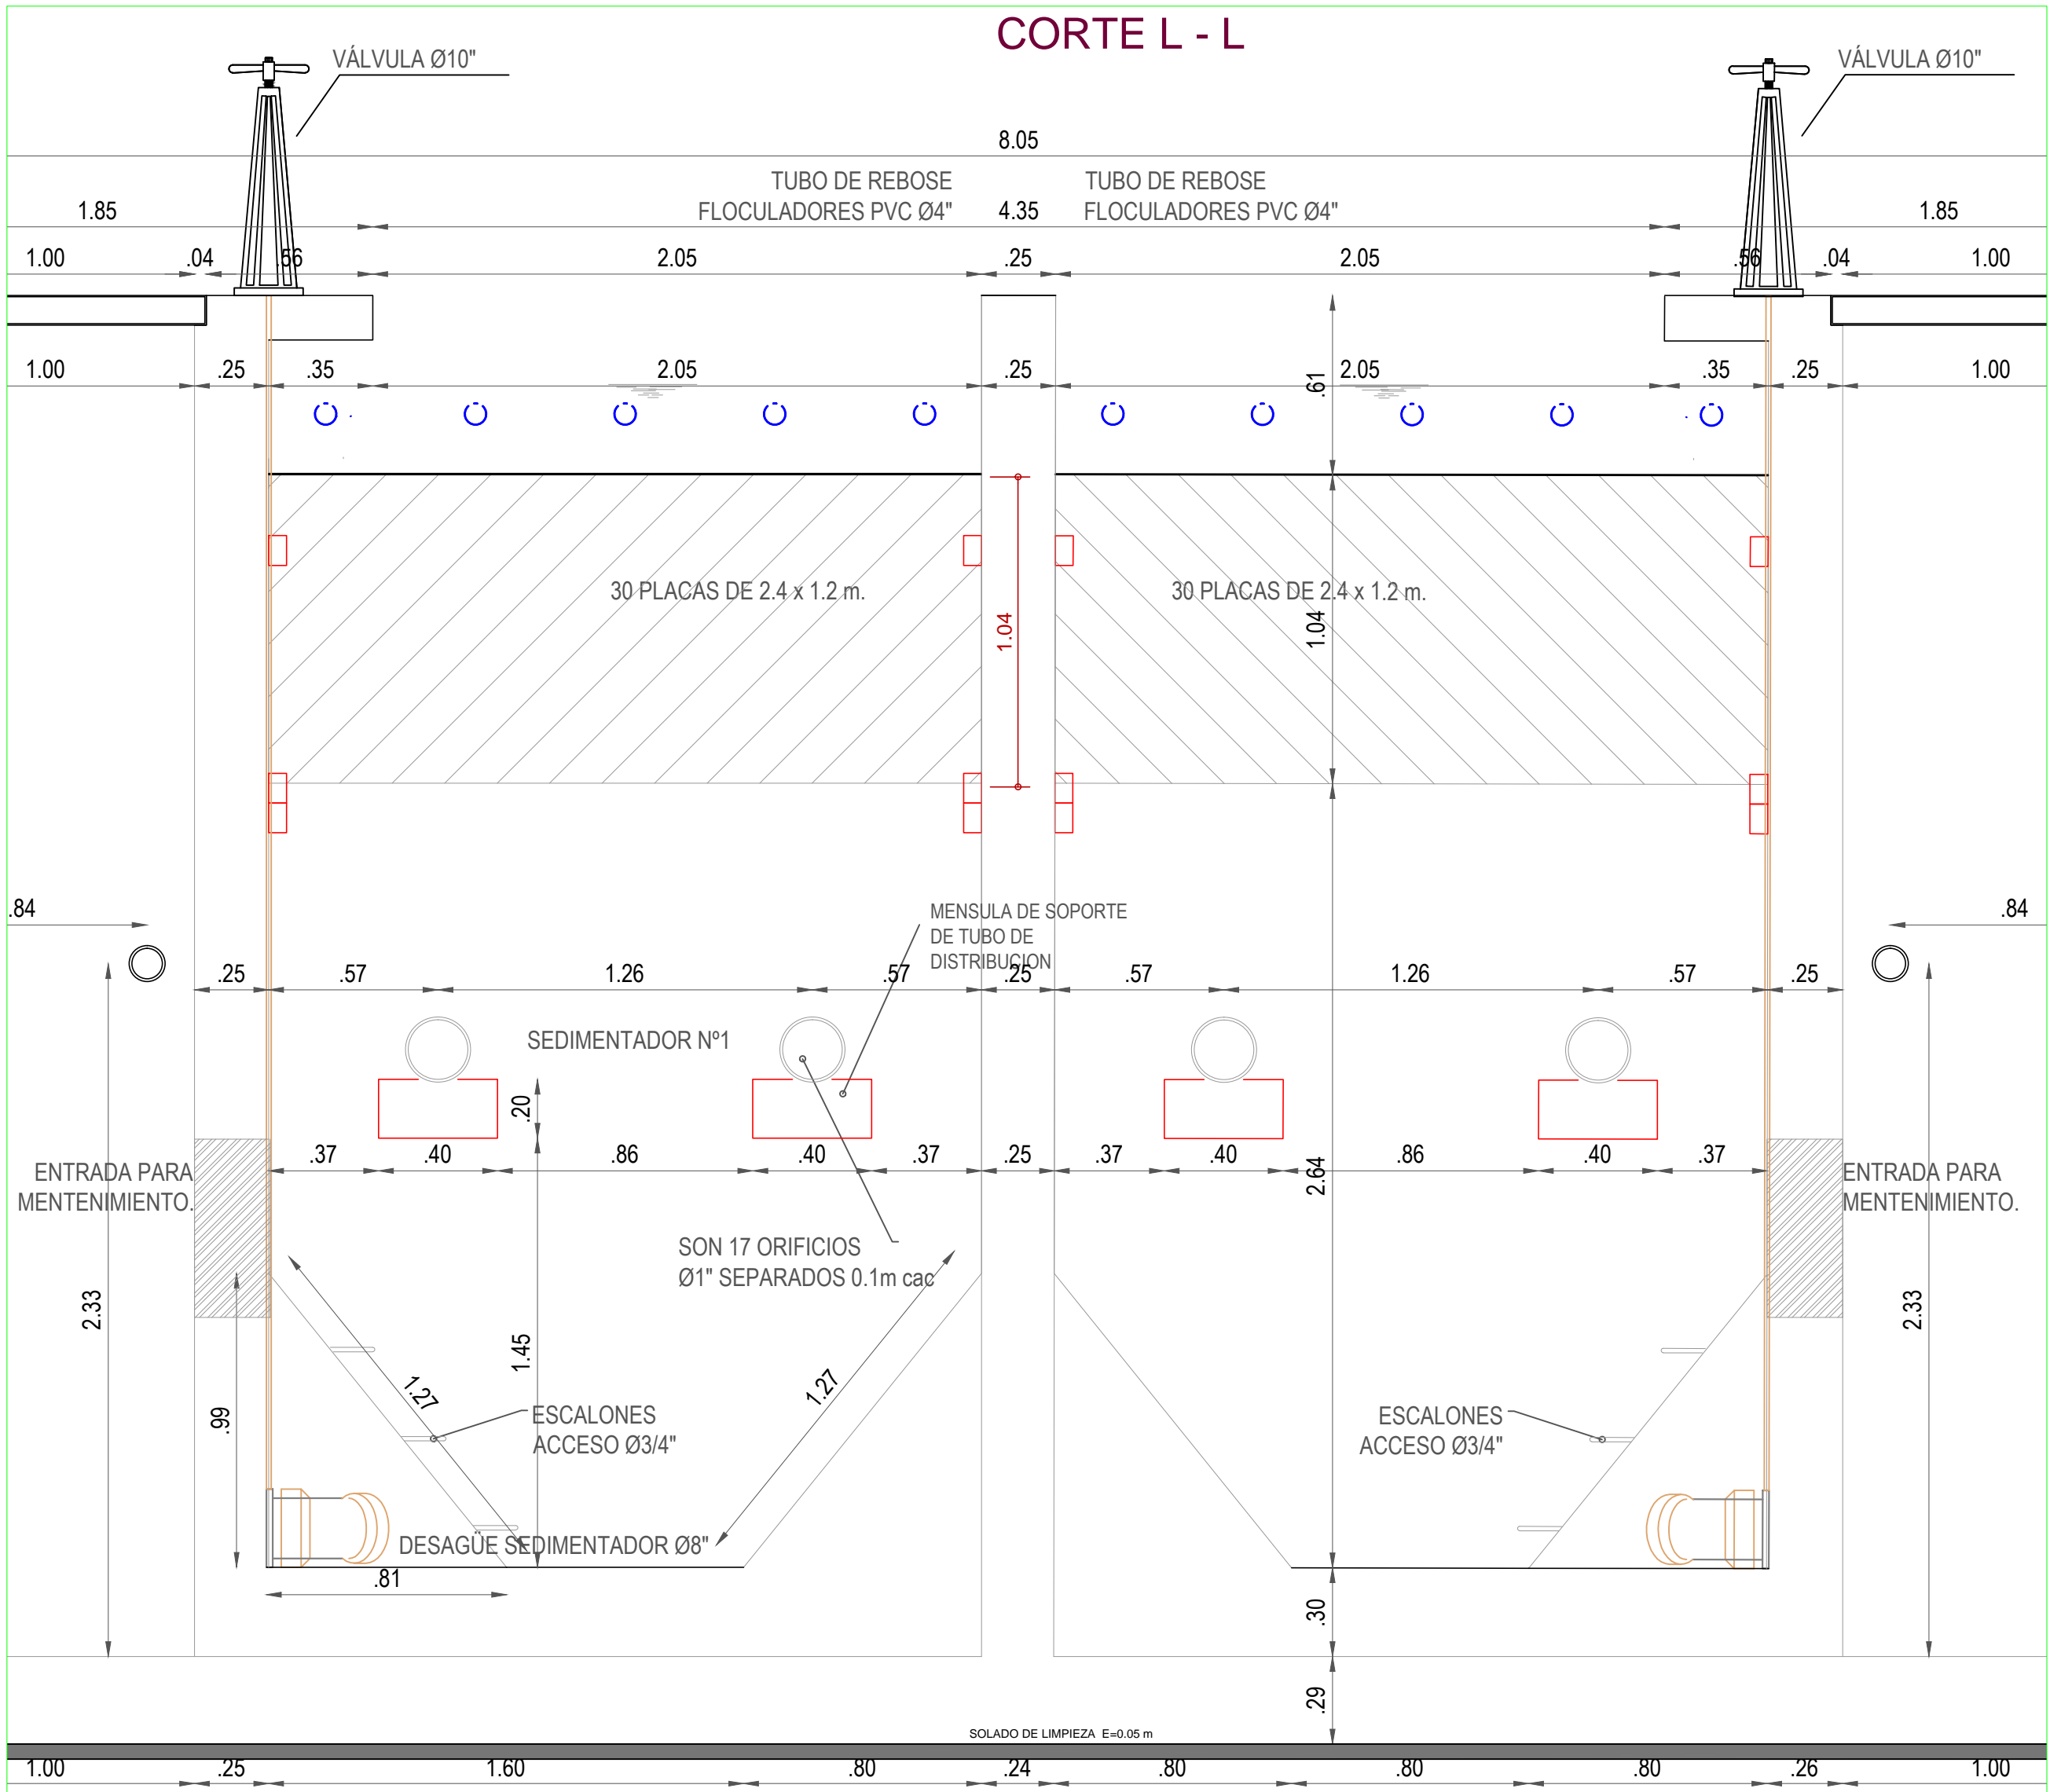 CORTE L - L
VÁLVULA Ø10"
VÁLVULA Ø10"
8.05
TUBO DE REBOSE
FLOCULADORES PVC Ø4"
TUBO DE REBOSE
FLOCULADORES PVC Ø4"
1.85
4.35
1.85
1.00
.04
.56
2.05
.25
2.05
.56
.04
1.00
1.00
.25
.35
2.05
.25
2.05
.35
.25
1.00
.61
30 PLACAS DE 2.4 x 1.2 m.
30 PLACAS DE 2.4 x 1.2 m.
1.04
1.04
.84
.84
MENSULA DE SOPORTE
DE TUBO DE
DISTRIBUCION
.25
.57
1.26
.57
.25
.57
1.26
.57
.25
SEDIMENTADOR Nº1
.20
.37
.40
.86
.40
.37
.25
.37
.40
.86
.40
.37
2.64
ENTRADA PARA
MENTENIMIENTO.
ENTRADA PARA
MENTENIMIENTO.
SON 17 ORIFICIOS
Ø1" SEPARADOS 0.1m cac
2.33
2.33
1.45
.99
1.27
1.27
ESCALONES
ACCESO Ø3/4"
ESCALONES
ACCESO Ø3/4"
DESAGÜE SEDIMENTADOR Ø8"
.81
.30
.29
SOLADO DE LIMPIEZA E=0.05 m
1.00
.25
1.60
.80
.24
.80
.80
.80
.26
1.00